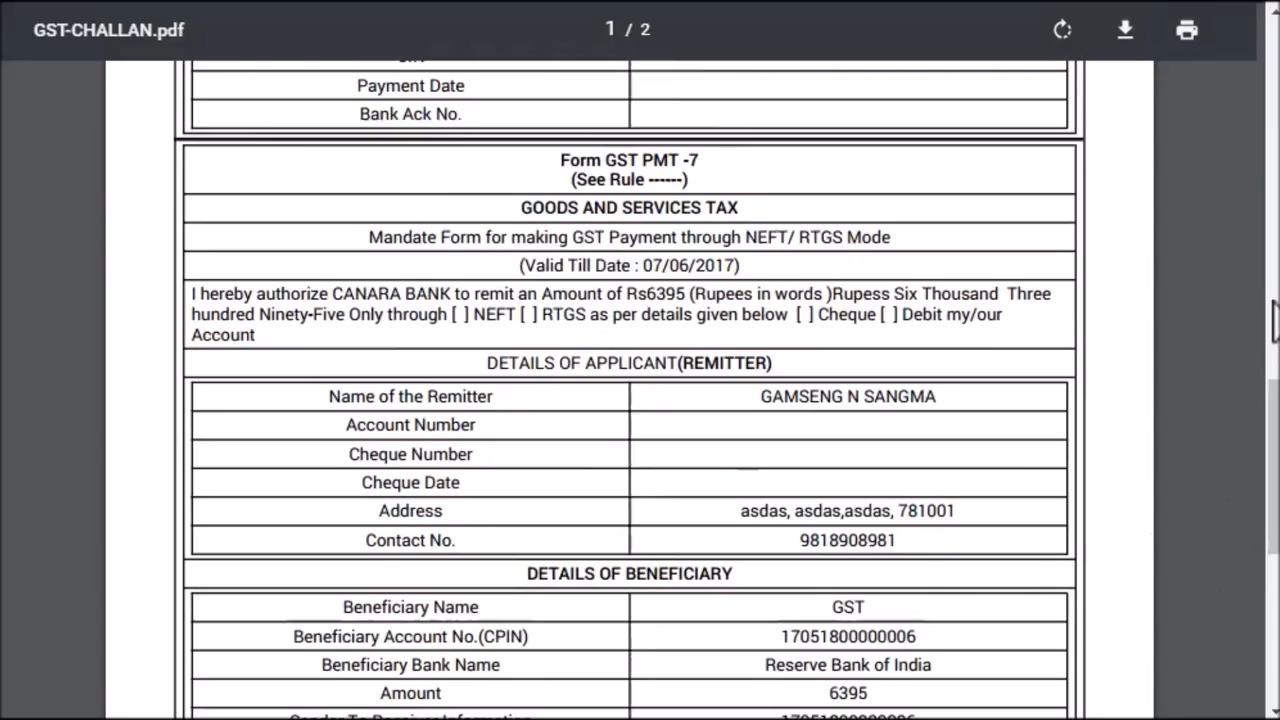 GST-CHALLAN.pdf
1 / 2
Payment Date
Bank Ack No.
Form GST PMT -7
(See Rule ------)
GOODS AND SERVICES TAX
Mandate Form for making GST Payment through NEFT/ RTGS Mode
(Valid Till Date : 07/06/2017)
I hereby authorize CANARA BANK to remit an Amount of Rs6395 (Rupees in words )Rupess Six Thousand  Three
hundred Ninety-Five Only through [ ] NEFT [ ] RTGS as per details given below  [ ] Cheque [ ] Debit my/our
Account
DETAILS OF APPLICANT(REMITTER)
Name of the Remitter GAMSENG N SANGMA
Account Number
Cheque Number
Cheque Date
Address asdas, asdas,asdas, 781001
Contact No. 9818908981
DETAILS OF BENEFICIARY
Beneficiary Name GST
Beneficiary Account No.(CPIN) 17051800000006
Beneficiary Bank Name Reserve Bank of India
Amount 6395
Sender To Receiver Information 17051800000006